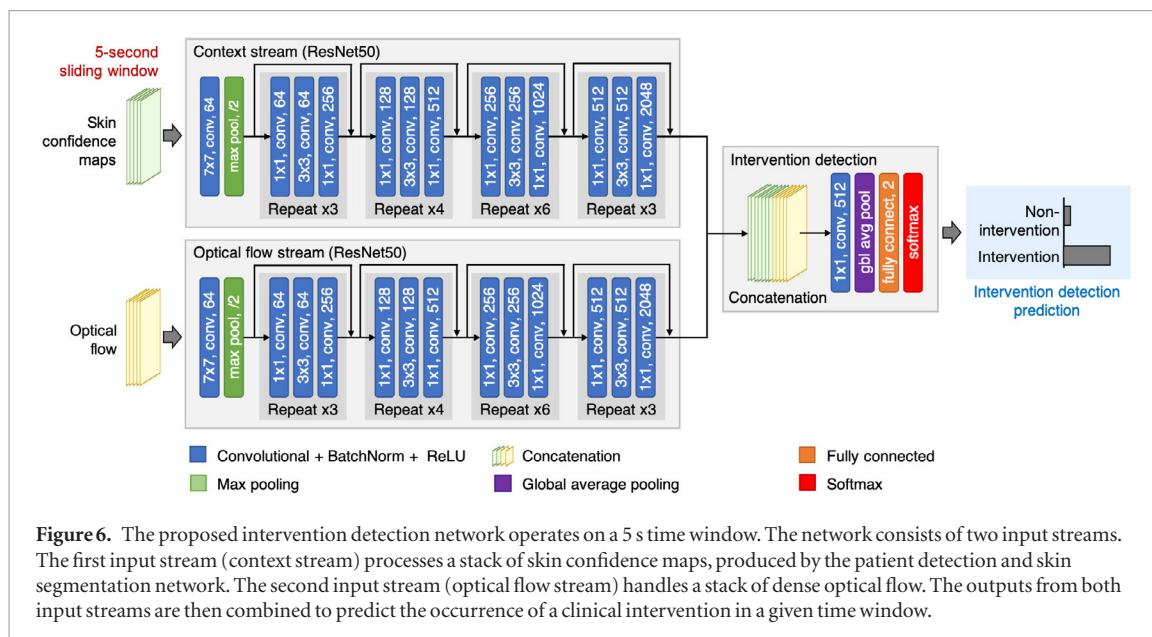 5-second
sliding window
Skin
confidence
maps
Context stream (ResNet50)
7x7, conv, 64
max pool, /2
1x1, conv, 64
3x3, conv, 64
1x1, conv, 256
Repeat x3
1x1, conv, 128
3x3, conv, 128
1x1, conv, 512
Repeat x4
1x1, conv, 256
3x3, conv, 256
1x1, conv, 1024
Repeat x6
1x1, conv, 512
3x3, conv, 512
1x1, conv, 2048
Repeat x3
Optical
flow
Optical flow stream (ResNet50)
7x7, conv, 64
max pool, /2
1x1, conv, 64
3x3, conv, 64
1x1, conv, 256
Repeat x3
1x1, conv, 128
3x3, conv, 128
1x1, conv, 512
Repeat x4
1x1, conv, 256
3x3, conv, 256
1x1, conv, 1024
Repeat x6
1x1, conv, 512
3x3, conv, 512
1x1, conv, 2048
Repeat x3
Intervention detection
Concatenation
1x1, conv, 512
gbl avg pool
fully connect, 2
softmax
Non-
intervention
Intervention
Intervention detection
prediction
Convolutional + BatchNorm + ReLU
Concatenation
Fully connected
Max pooling
Global average pooling
Softmax
Figure 6. The proposed intervention detection network operates on a 5 s time window. The network consists of two input streams.
The first input stream (context stream) processes a stack of skin confidence maps, produced by the patient detection and skin
segmentation network. The second input stream (optical flow stream) handles a stack of dense optical flow. The outputs from both
input streams are then combined to predict the occurrence of a clinical intervention in a given time window.